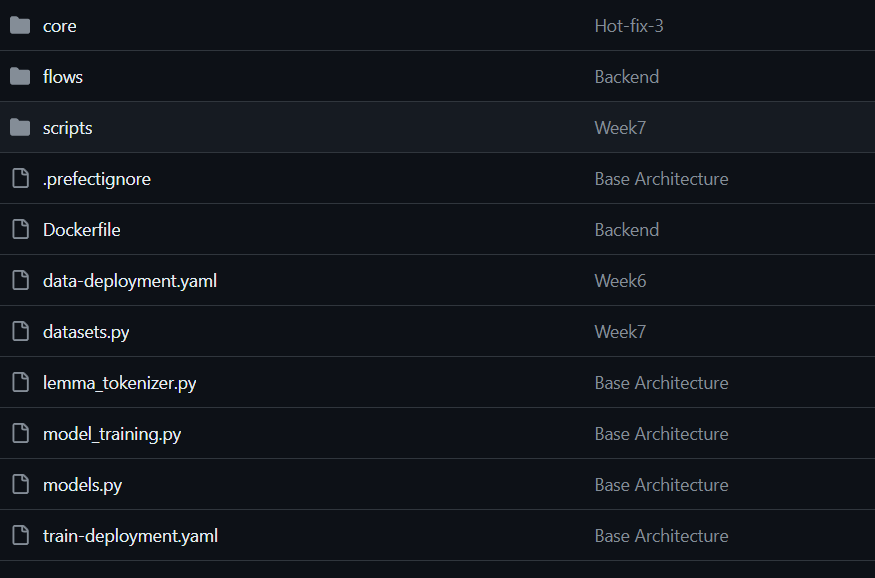 core Hot-fix-3
flows Backend
scripts Week7
.prefectignore Base Architecture
Dockerfile Backend
data-deployment.yaml Week6
datasets.py Week7
lemma_tokenizer.py Base Architecture
model_training.py Base Architecture
models.py Base Architecture
train-deployment.yaml Base Architecture